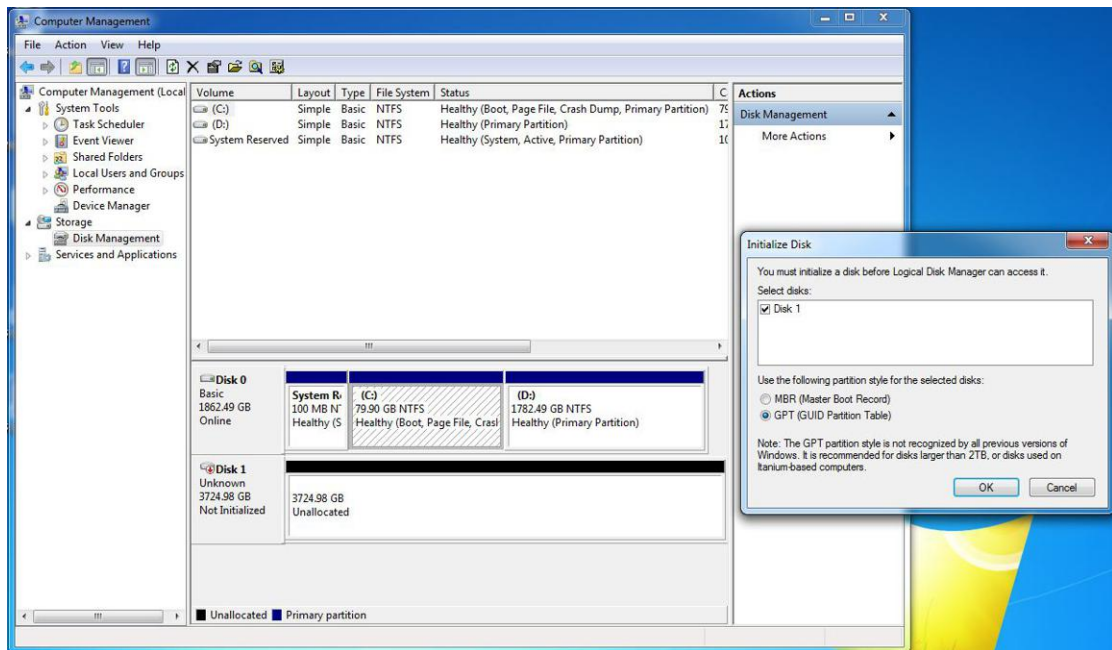 Computer Management
File Action View Help
Computer Management (Local
System Tools
Task Scheduler
Event Viewer
Shared Folders
Local Users and Groups
Performance
Device Manager
Storage
Disk Management
Services and Applications
Volume Layout Type File System Status C
(C:) Simple Basic NTFS Healthy (Boot, Page File, Crash Dump, Primary Partition) 79
(D:) Simple Basic NTFS Healthy (Primary Partition) 17
System Reserved Simple Basic NTFS Healthy (System, Active, Primary Partition) 10
Disk 0
Basic
1862.49 GB
Online
System R
100 MB N
Healthy (S
(C:)
79.90 GB NTFS
Healthy (Boot, Page File, Crasl
(D:)
1782.49 GB NTFS
Healthy (Primary Partition)
Disk 1
Unknown
3724.98 GB
Not Initialized
3724.98 GB
Unallocated
Unallocated Primary partition
Actions
Disk Management
More Actions
Initialize Disk
You must initialize a disk before Logical Disk Manager can access it.
Select disks:
Disk 1
Use the following partition style for the selected disks:
MBR (Master Boot Record)
GPT (GUID Partition Table)
Note: The GPT partition style is not recognized by all previous versions of
Windows. It is recommended for disks larger than 2TB, or disks used on
Itanium-based computers.
OK Cancel